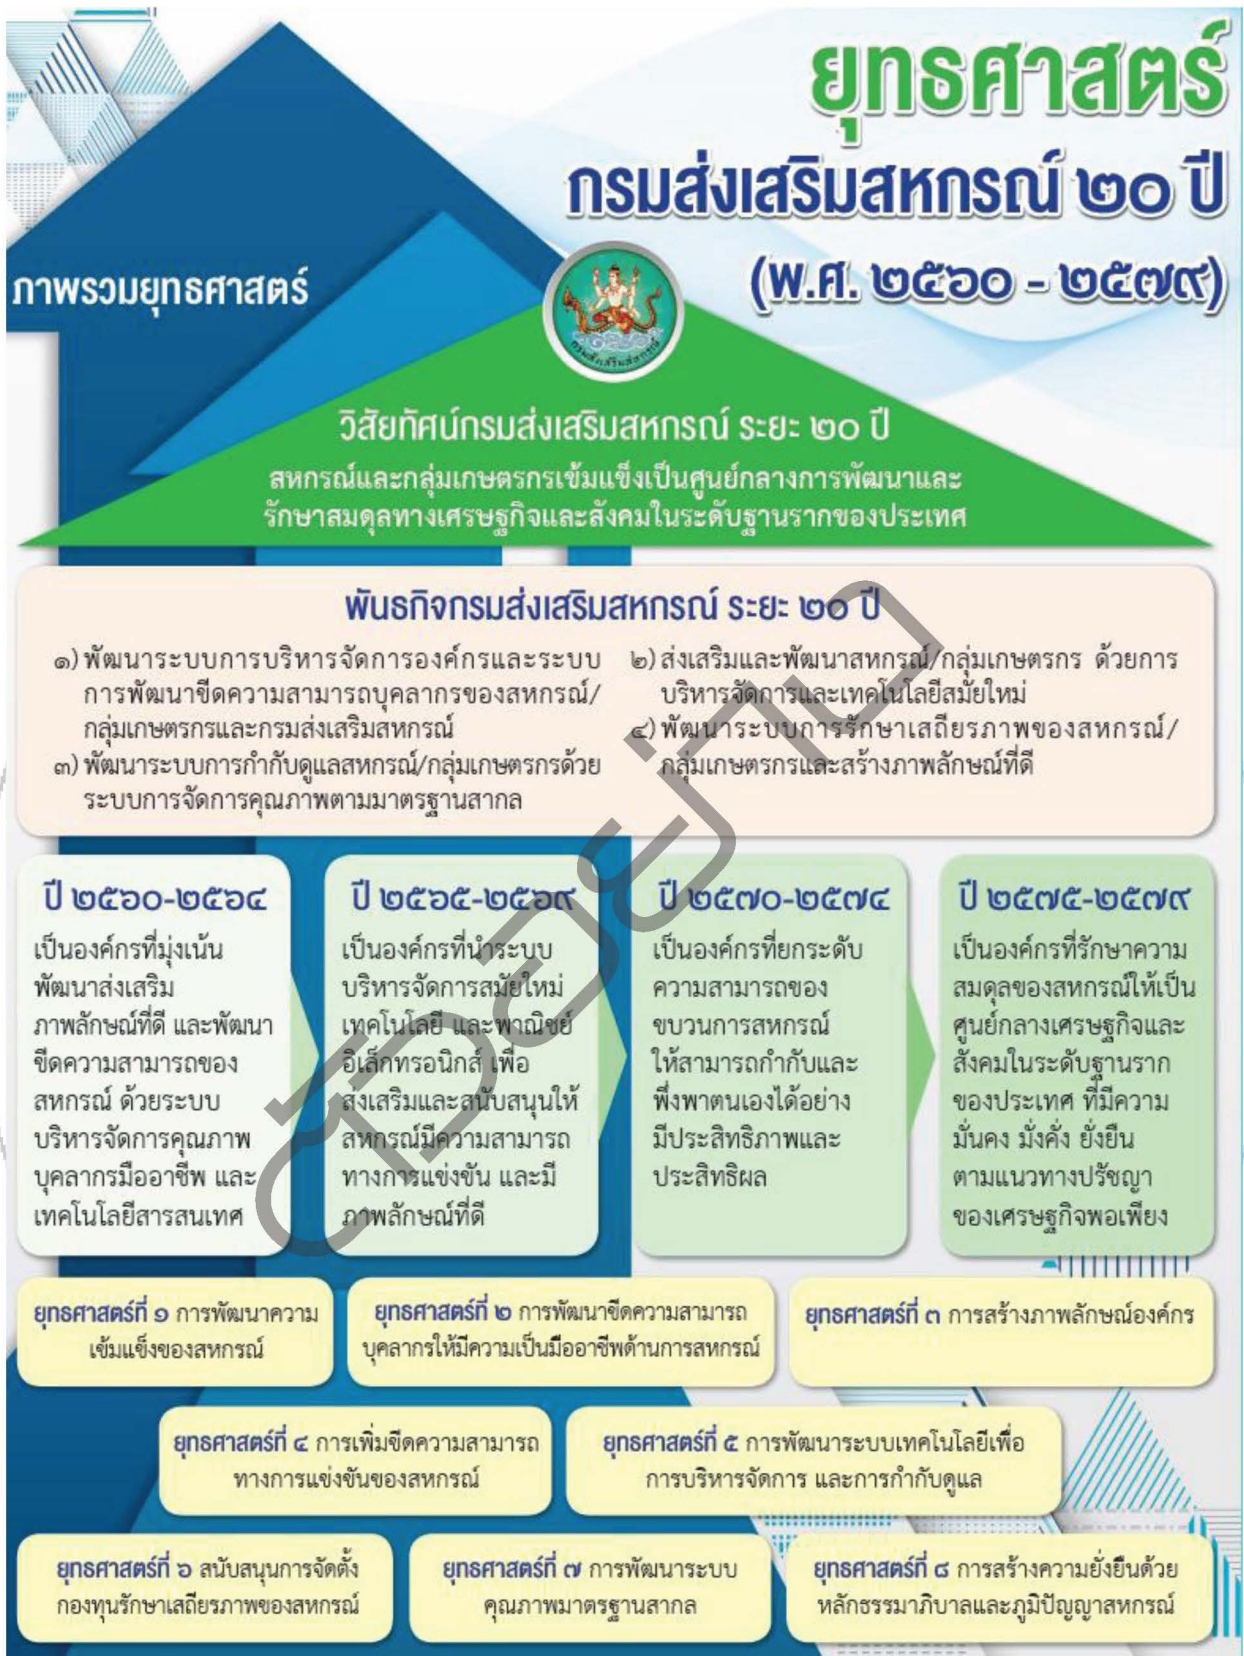 ยุทธศาสตร์
กรมส่งเสริมสหกรณ์ ๒๐ ปี
(พ.ศ. ๒๕๖๐ - ๒๕๗๙)
ภาพรวมยุทธศาสตร์
กรมส่งเสริมสหกรณ์
วิสัยทัศน์กรมส่งเสริมสหกรณ์ ระยะ ๒๐ ปี
สหกรณ์และกลุ่มเกษตรกรเข้มแข็งเป็นศูนย์กลางการพัฒนาและ
รักษาสมดุลทางเศรษฐกิจและสังคมในระดับฐานรากของประเทศ
พันธกิจกรมส่งเสริมสหกรณ์ ระยะ ๒๐ ปี
๑) พัฒนาระบบการบริหารจัดการองค์กรและระบบ
การพัฒนาขีดความสามารถบุคลากรของสหกรณ์/
กลุ่มเกษตรกรและกรมส่งเสริมสหกรณ์
๒) ส่งเสริมและพัฒนาสหกรณ์/กลุ่มเกษตรกร ด้วยการ
บริหารจัดการและเทคโนโลยีสมัยใหม่
๓) พัฒนาระบบการกำกับดูแลสหกรณ์/กลุ่มเกษตรกรด้วย
ระบบการจัดการคุณภาพตามมาตรฐานสากล
๔) พัฒนาระบบการรักษาเสถียรภาพของสหกรณ์/
กลุ่มเกษตรกรและสร้างภาพลักษณ์ที่ดี
ปี ๒๕๖๐-๒๕๖๔
เป็นองค์กรที่มุ่งเน้น
พัฒนาส่งเสริม
ภาพลักษณ์ที่ดี และพัฒนา
ขีดความสามารถของ
สหกรณ์ ด้วยระบบ
บริหารจัดการคุณภาพ
บุคลากรมืออาชีพ และ
เทคโนโลยีสารสนเทศ
ปี ๒๕๖๕-๒๕๖๙
เป็นองค์กรที่นำระบบ
บริหารจัดการสมัยใหม่
เทคโนโลยี และพาณิชย์
อิเล็กทรอนิกส์ เพื่อ
ส่งเสริมและสนับสนุนให้
สหกรณ์มีความสามารถ
ทางการแข่งขัน และมี
ภาพลักษณ์ที่ดี
ปี ๒๕๗๐-๒๕๗๔
เป็นองค์กรที่ยกระดับ
ความสามารถของ
ขบวนการสหกรณ์
ให้สามารถกำกับและ
พึ่งพาตนเองได้อย่าง
มีประสิทธิภาพและ
ประสิทธิผล
ปี ๒๕๗๕-๒๕๗๙
เป็นองค์กรที่รักษาความ
สมดุลของสหกรณ์ให้เป็น
ศูนย์กลางเศรษฐกิจและ
สังคมในระดับฐานราก
ของประเทศ ที่มีความ
มั่นคง มั่งคั่ง ยั่งยืน
ตามแนวทางปรัชญา
ของเศรษฐกิจพอเพียง
ตัวอย่าง
ยุทธศาสตร์ที่ ๑ การพัฒนาความ
เข้มแข็งของสหกรณ์
ยุทธศาสตร์ที่ ๒ การพัฒนาขีดความสามารถ
บุคลากรให้มีความเป็นมืออาชีพด้านการสหกรณ์
ยุทธศาสตร์ที่ ๓ การสร้างภาพลักษณ์องค์กร
ยุทธศาสตร์ที่ ๔ การเพิ่มขีดความสามารถ
ทางการแข่งขันของสหกรณ์
ยุทธศาสตร์ที่ ๕ การพัฒนาระบบเทคโนโลยีเพื่อ
การบริหารจัดการ และการกำกับดูแล
ยุทธศาสตร์ที่ ๖ สนับสนุนการจัดตั้ง
กองทุนรักษาเสถียรภาพของสหกรณ์
ยุทธศาสตร์ที่ ๗ การพัฒนาระบบ
คุณภาพมาตรฐานสากล
ยุทธศาสตร์ที่ ๘ การสร้างความยั่งยืนด้วย
หลักธรรมาภิบาลและภูมิปัญญาสหกรณ์